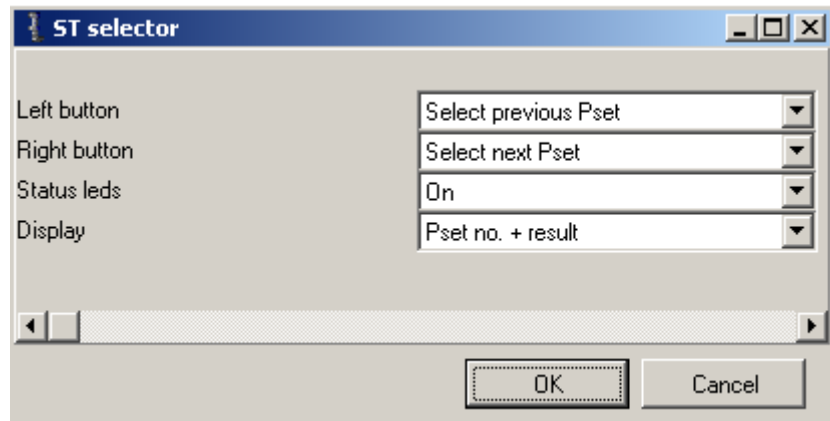 ST selector
Left button Select previous Pset
Right button Select next Pset
Status leds On
Display Pset no. + result
OK Cancel